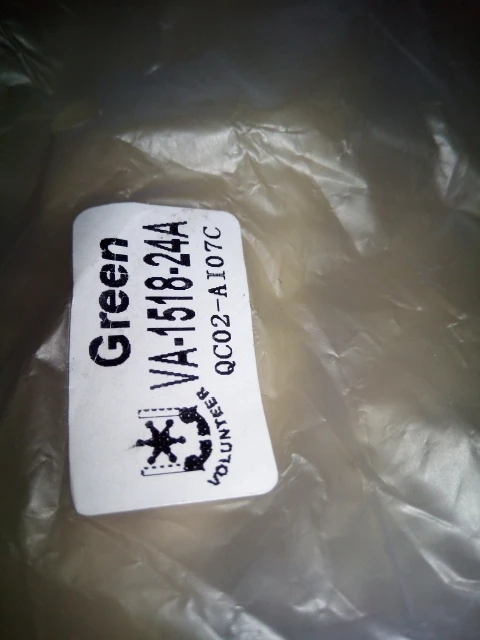 Green
VA-1518-24A
QC02-AI07C
VOLUNTEER